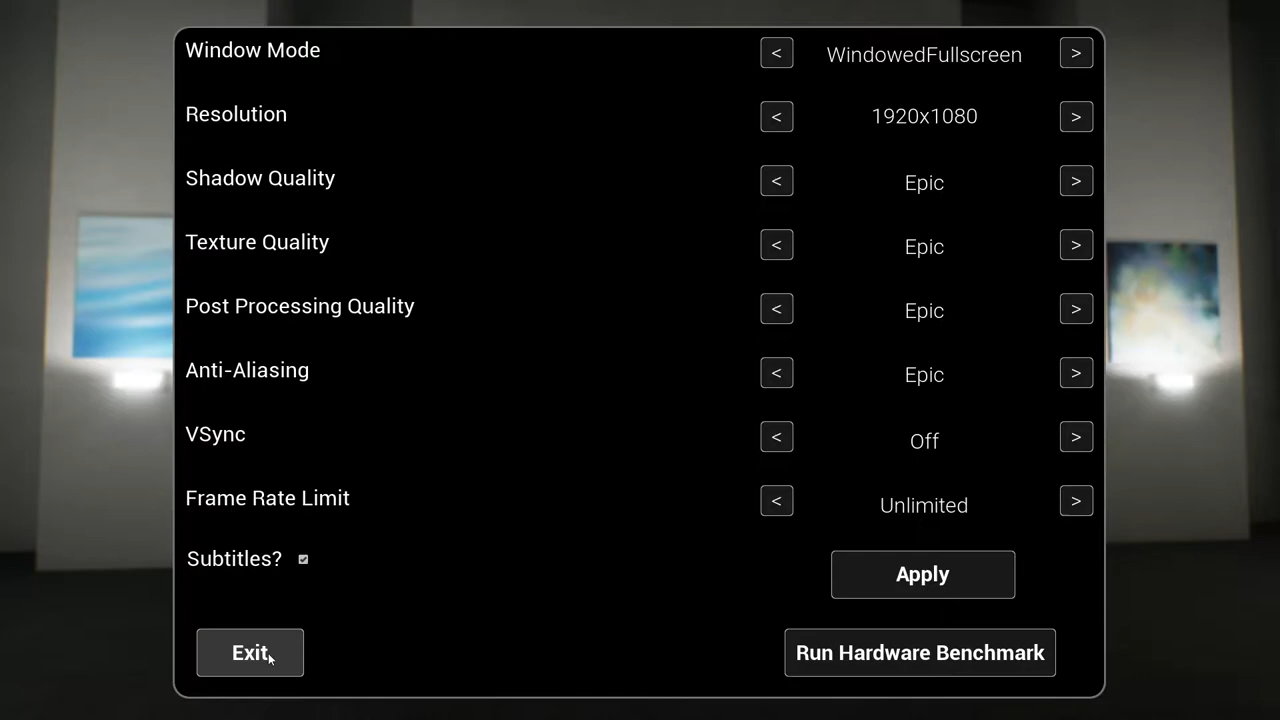 Window Mode < WindowedFullscreen >
Resolution < 1920x1080 >
Shadow Quality < Epic >
Texture Quality < Epic >
Post Processing Quality < Epic >
Anti-Aliasing < Epic >
VSync < Off >
Frame Rate Limit < Unlimited >
Subtitles?
Apply
Exit
Run Hardware Benchmark